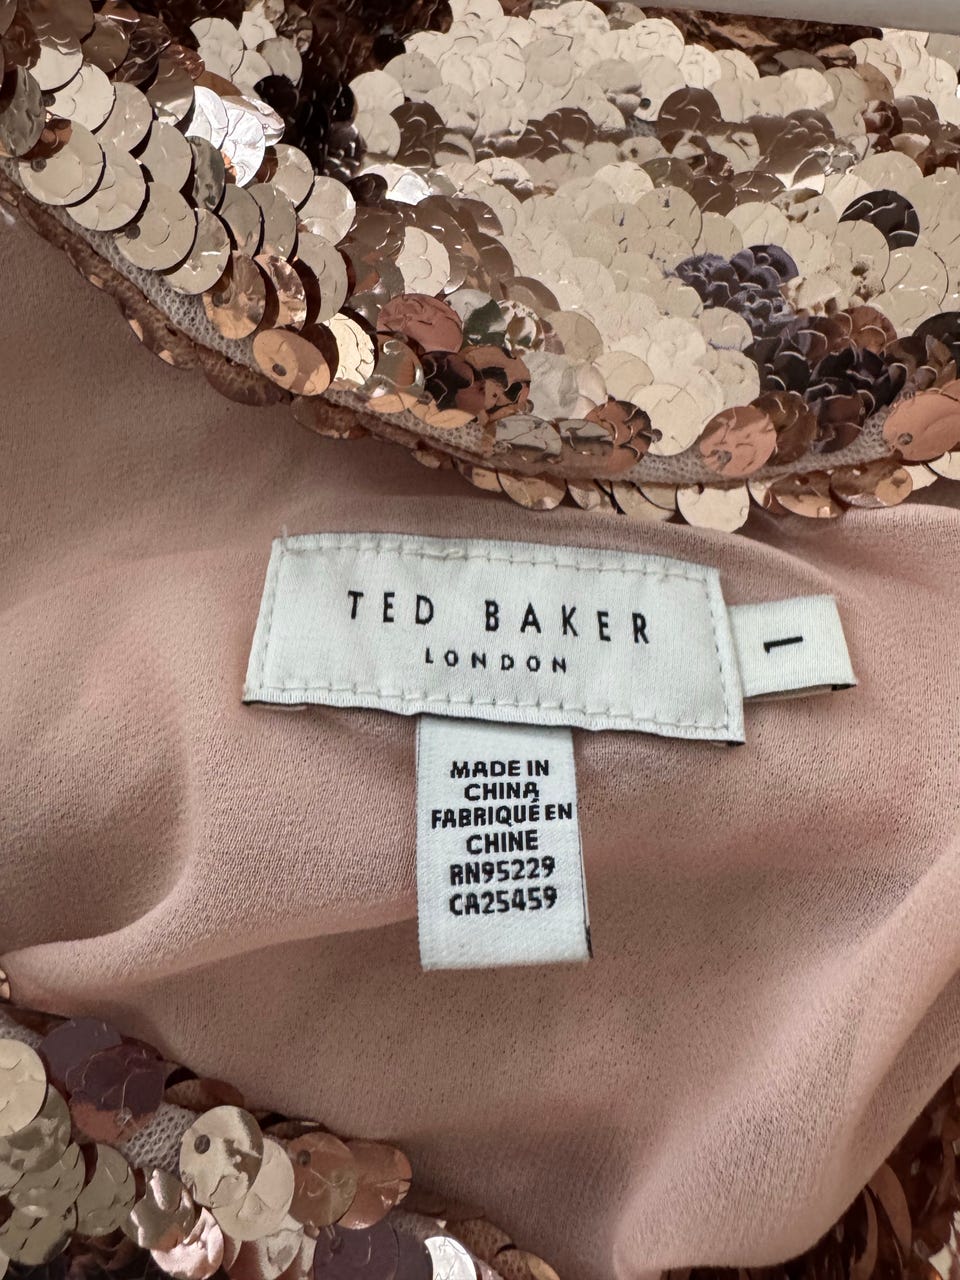 TED BAKER
LONDON
1
MADE IN
CHINA
FABRIQUÉ EN
CHINE
RN95229
CA25459